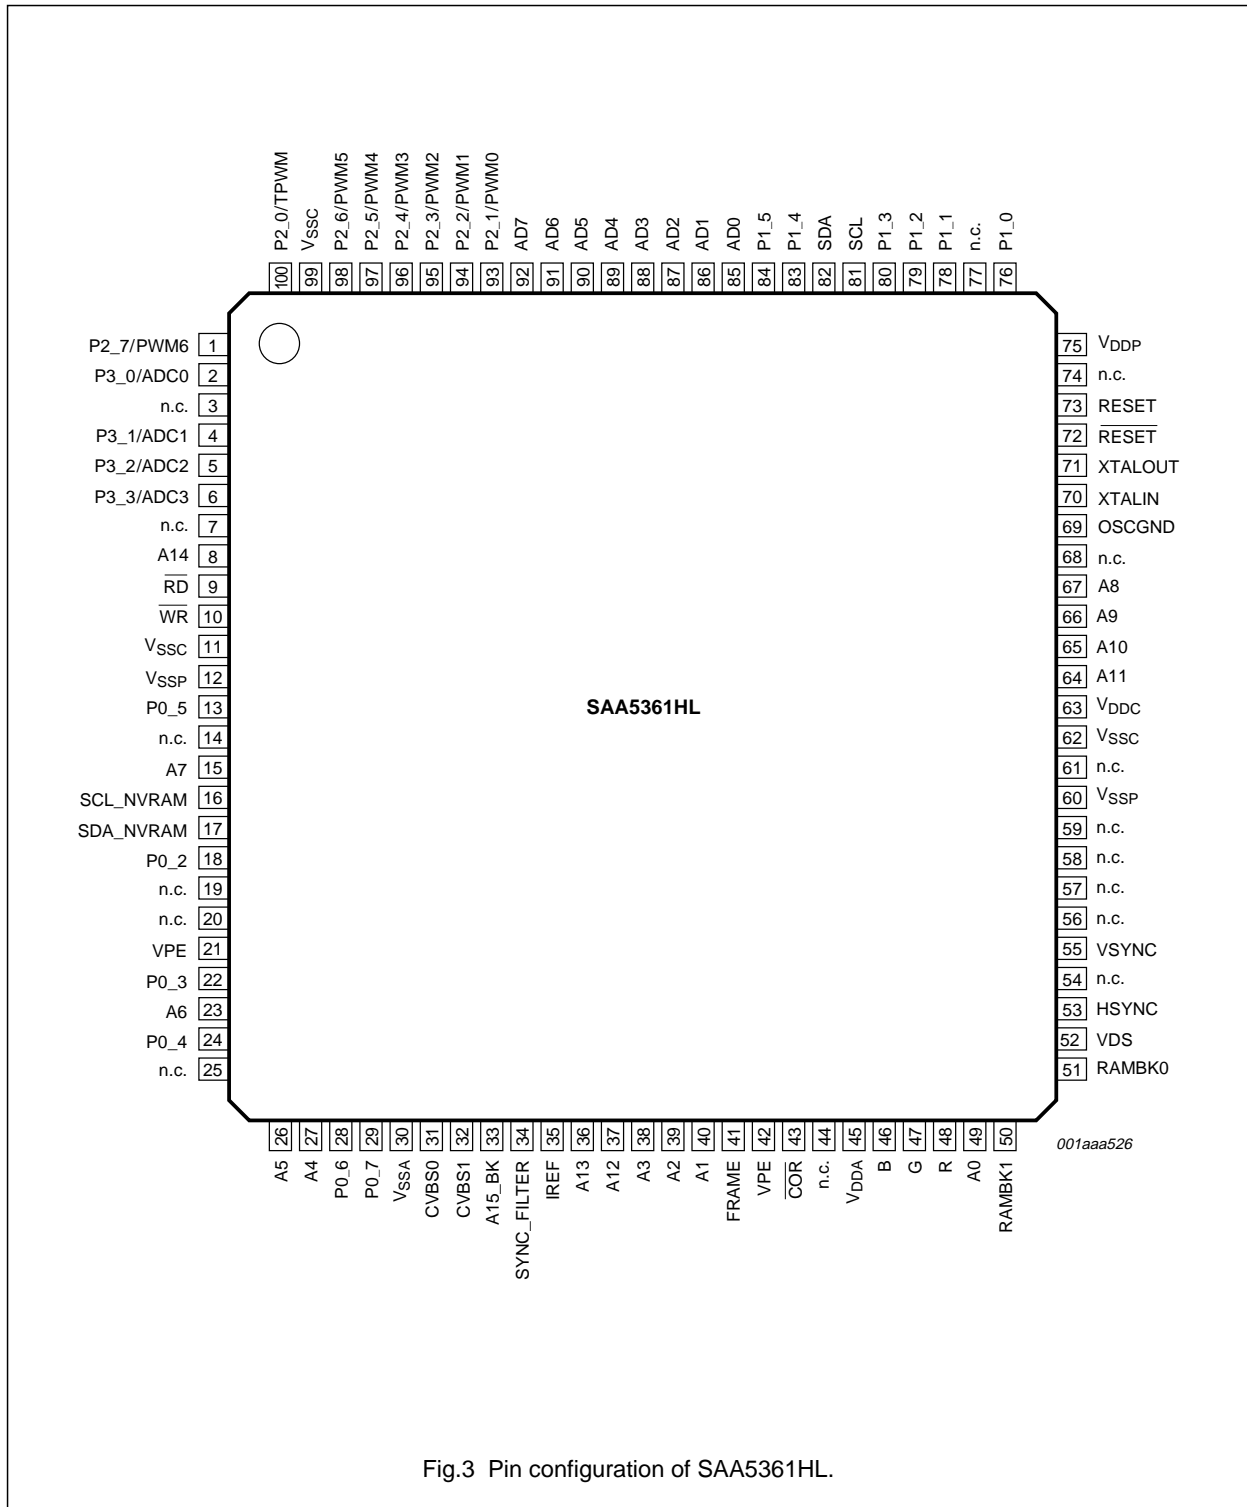 P2_0/TPWM
VSSC
P2_6/PWM5
P2_5/PWM4
P2_4/PWM3
P2_3/PWM2
P2_2/PWM1
P2_1/PWM0
AD7
AD6
AD5
AD4
AD3
AD2
AD1
AD0
P1_5
P1_4
SDA
SCL
P1_3
P1_2
P1_1
n.c.
P1_0
100
99
98
97
96
95
94
93
92
91
90
89
88
87
86
85
84
83
82
81
80
79
78
77
76
P2_7/PWM6 1
P3_0/ADC0 2
n.c. 3
P3_1/ADC1 4
P3_2/ADC2 5
P3_3/ADC3 6
n.c. 7
A14 8
RD 9
WR 10
VSSC 11
VSSP 12
P0_5 13
n.c. 14
A7 15
SCL_NVRAM 16
SDA_NVRAM 17
P0_2 18
n.c. 19
n.c. 20
VPE 21
P0_3 22
A6 23
P0_4 24
n.c. 25
SAA5361HL
75 VDDP
74 n.c.
73 RESET
72 RESET
71 XTALOUT
70 XTALIN
69 OSCGND
68 n.c.
67 A8
66 A9
65 A10
64 A11
63 VDDC
62 VSSC
61 n.c.
60 VSSP
59 n.c.
58 n.c.
57 n.c.
56 n.c.
55 VSYNC
54 n.c.
53 HSYNC
52 VDS
51 RAMBK0
26
27
28
29
30
31
32
33
34
35
36
37
38
39
40
41
42
43
44
45
46
47
48
49
50
A5
A4
P0_6
P0_7
VSSA
CVBS0
CVBS1
A15_BK
SYNC_FILTER
IREF
A13
A12
A3
A2
A1
FRAME
VPE
COR
n.c.
VDDA
B
G
R
A0
RAMBK1
001aaa526
Fig.3 Pin configuration of SAA5361HL.